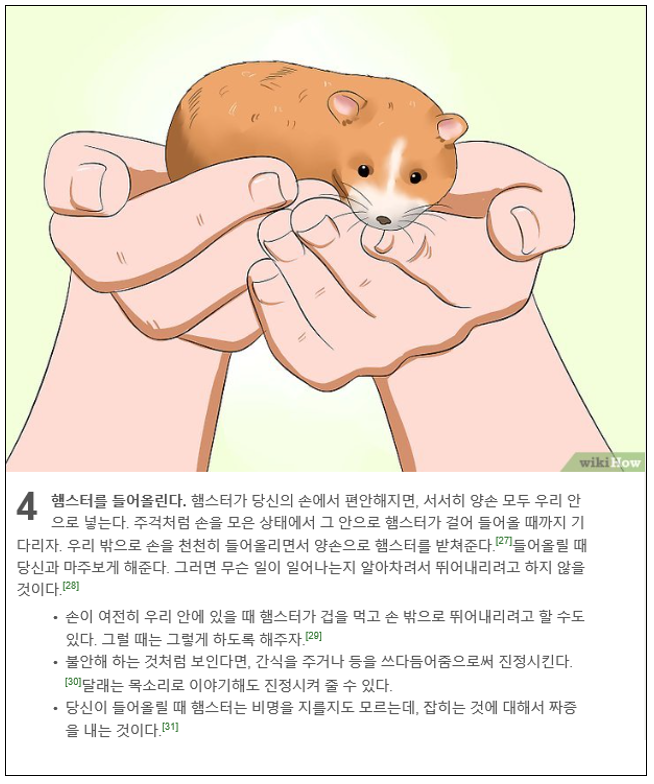 wikiHow
4 햄스터를 들어올린다. 햄스터가 당신의 손에서 편안해지면, 서서히 양손 모두 우리 안
으로 넣는다. 주걱처럼 손을 모은 상태에서 그 안으로 햄스터가 걸어 들어올 때까지 기
다리자. 우리 밖으로 손을 천천히 들어올리면서 양손으로 햄스터를 받쳐준다.[27]들어올릴 때
당신과 마주보게 해준다. 그러면 무슨 일이 일어나는지 알아차려서 뛰어내리려고 하지 않을
것이다.[28]
• 손이 여전히 우리 안에 있을 때 햄스터가 겁을 먹고 손 밖으로 뛰어내리려고 할 수도
있다. 그럴 때는 그렇게 하도록 해주자.[29]
• 불안해 하는 것처럼 보인다면, 간식을 주거나 등을 쓰다듬어줌으로써 진정시킨다.
[30]달래는 목소리로 이야기해도 진정시켜 줄 수 있다.
• 당신이 들어올릴 때 햄스터는 비명을 지를지도 모르는데, 잡히는 것에 대해서 짜증
을 내는 것이다.[31]